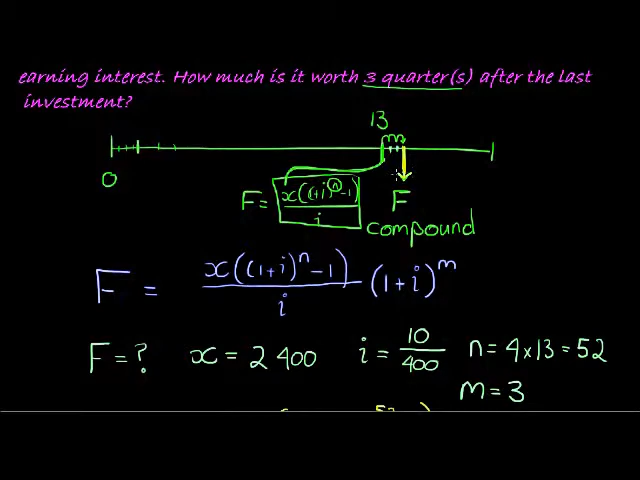 earning interest. How much is it worth 3 quarter(s) after the last
investment?
13
m
0
F = x((1+i)^n -1) / i
F
compound
F = x((1+i)^n -1) / i (1+i)^m
F = ? x = 2 400 i = 10/400 n = 4 x 13 = 52
m = 3